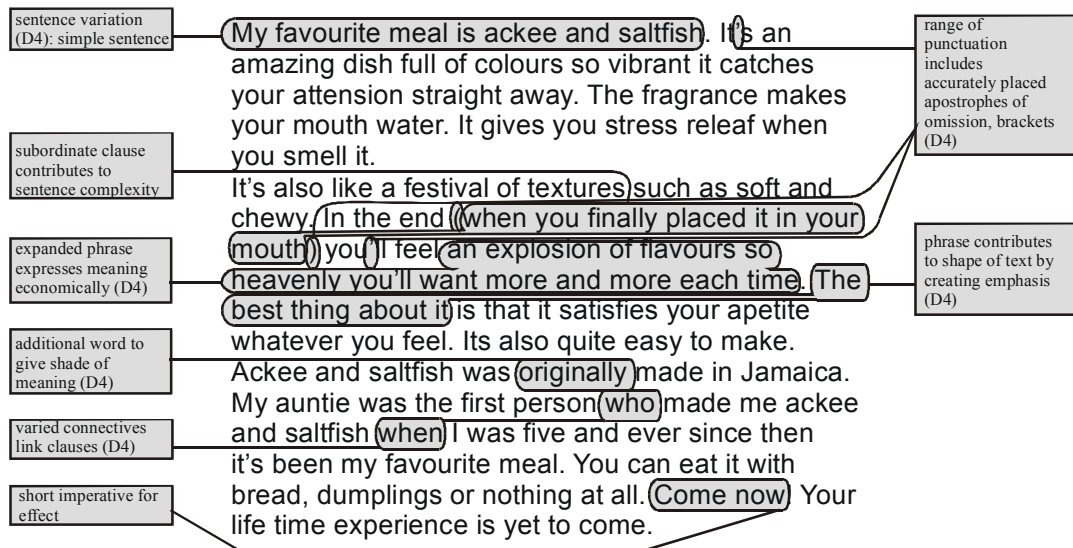 sentence variation
(D4): simple sentence
subordinate clause
contributes to
sentence complexity
expanded phrase
expresses meaning
economically (D4)
additional word to
give shade of
meaning (D4)
varied connectives
link clauses (D4)
short imperative for
effect
My favourite meal is ackee and saltfish. It's an
amazing dish full of colours so vibrant it catches
your attension straight away. The fragrance makes
your mouth water. It gives you stress releaf when
you smell it.
It's also like a festival of textures such as soft and
chewy. In the end (when you finally placed it in your
mouth) you'll feel an explosion of flavours so
heavenly you'll want more and more each time. The
best thing about it is that it satisfies your apetite
whatever you feel. Its also quite easy to make.
Ackee and saltfish was originally made in Jamaica.
My auntie was the first person who made me ackee
and saltfish when I was five and ever since then
it's been my favourite meal. You can eat it with
bread, dumplings or nothing at all. Come now! Your
life time experience is yet to come.
range of
punctuation
includes
accurately placed
apostrophes of
omission, brackets
(D4)
phrase contributes
to shape of text by
creating emphasis
(D4)